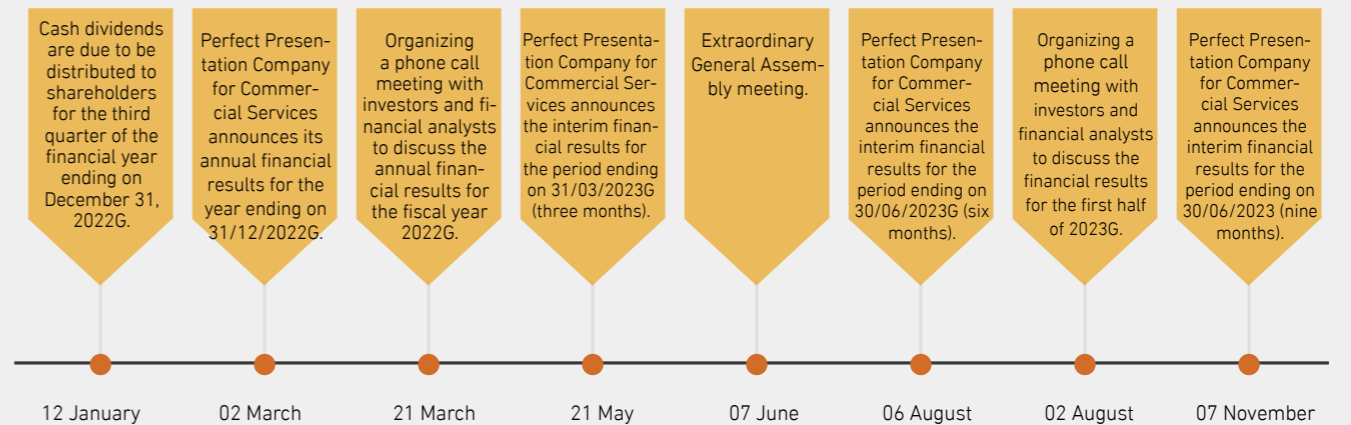 Cash dividends
are due to be
distributed to
shareholders
for the third
quarter of the
financial year
ending on
December 31,
2022G.
Perfect Presen-
tation Company
for Commer-
cial Services
announces its
annual financial
results for the
year ending on
31/12/2022G.
Organizing
a phone call
meeting with
investors and fi-
nancial analysts
to discuss the
annual finan-
cial results for
the fiscal year
2022G.
Perfect Presenta-
tion Company for
Commercial Ser-
vices announces
the interim finan-
cial results for
the period ending
on 31/03/2023G
(three months).
Extraordinary
General Assem-
bly meeting.
Perfect Presen-
tation Company
for Commer-
cial Services
announces the
interim financial
results for the
period ending on
30/06/2023G (six
months).
Organizing a
phone call
meeting with
investors and
financial analysts
to discuss the
financial results
for the first half
of 2023G.
Perfect Presen-
tation Company
for Commer-
cial Services
announces the
interim financial
results for the
period ending on
30/06/2023 (nine
months).
12 January
02 March
21 March
21 May
07 June
06 August
02 August
07 November